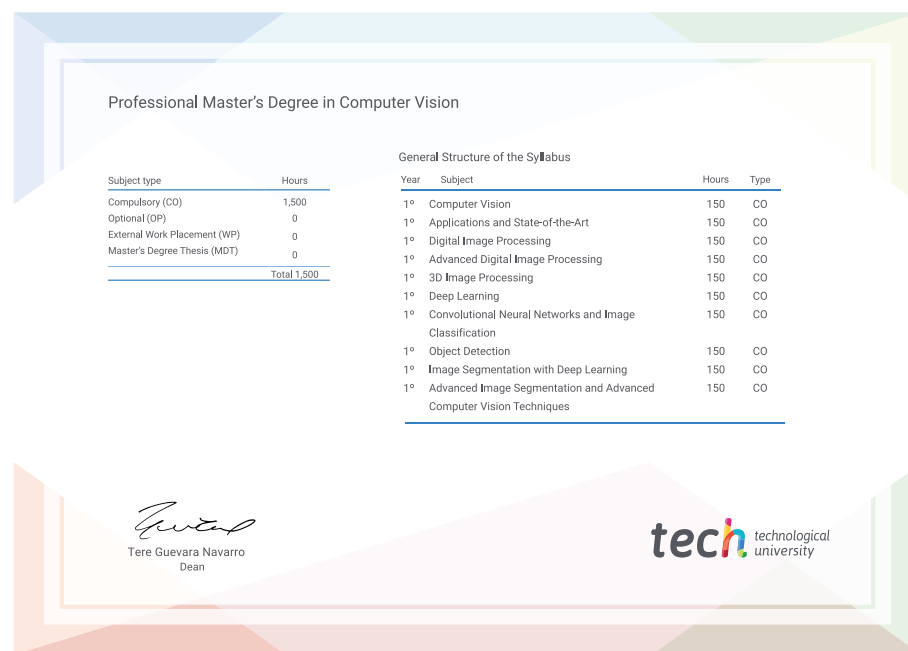 Professional Master's Degree in Computer Vision
General Structure of the Syllabus
Subject type Hours
Compulsory (CO) 1,500
Optional (OP) 0
External Work Placement (WP) 0
Master's Degree Thesis (MDT) 0
Total 1,500
Year Subject Hours Type
1º Computer Vision 150 CO
1º Applications and State-of-the-Art 150 CO
1º Digital Image Processing 150 CO
1º Advanced Digital Image Processing 150 CO
1º 3D Image Processing 150 CO
1º Deep Learning 150 CO
1º Convolutional Neural Networks and Image 150 CO
Classification
1º Object Detection 150 CO
1º Image Segmentation with Deep Learning 150 CO
1º Advanced Image Segmentation and Advanced 150 CO
Computer Vision Techniques
Tere Guevara Navarro
Dean
tech technological
university